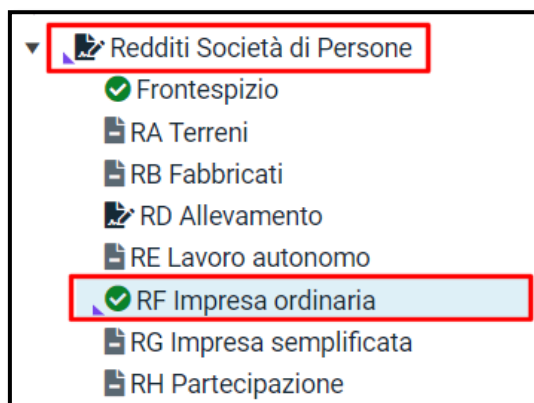 Redditi Società di Persone
Frontespizio
RA Terreni
RB Fabbricati
RD Allevamento
RE Lavoro autonomo
RF Impresa ordinaria
RG Impresa semplificata
RH Partecipazione